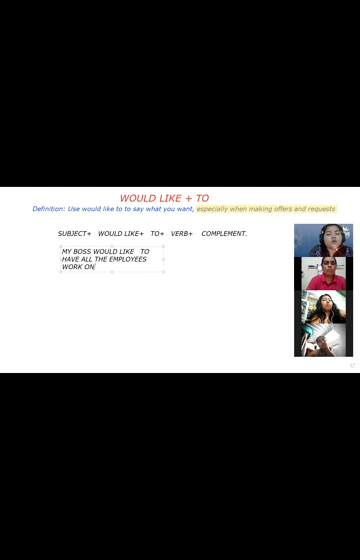 WOULD LIKE + TO
Definition: Use would like to to say what you want, especially when making offers and requests
SUBJECT+ WOULD LIKE+ TO+ VERB+ COMPLEMENT.
MY BOSS WOULD LIKE TO
HAVE ALL THE EMPLOYEES
WORK ON